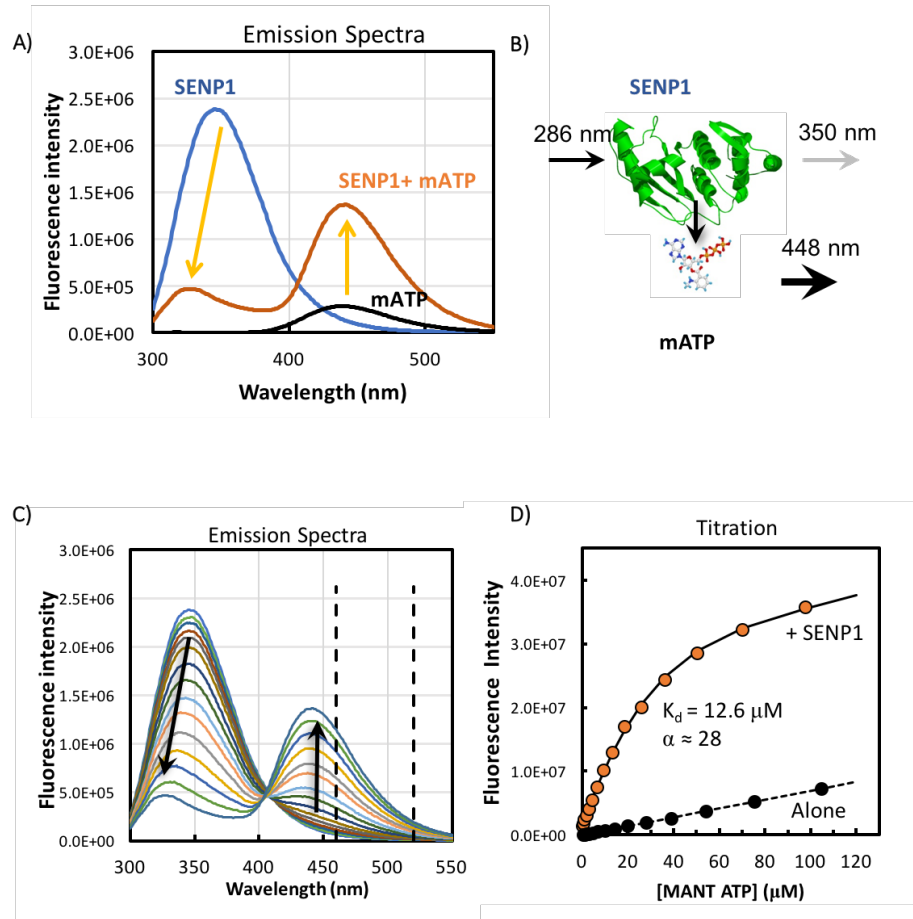 A)
Emission Spectra
Fluorescence intensity
3.0E+06
2.5E+06
2.0E+06
1.5E+06
1.0E+06
5.0E+05
0.0E+00
SENP1
SENP1+ mATP
mATP
300
400
500
Wavelength (nm)
B)
SENP1
286 nm
350 nm
448 nm
mATP
C)
Emission Spectra
Fluorescence intensity
3.0E+06
2.5E+06
2.0E+06
1.5E+06
1.0E+06
5.0E+05
0.0E+00
300
350
400
450
500
550
Wavelength (nm)
D)
Titration
Fluorescence Intensity
4.0E+07
3.0E+07
2.0E+07
1.0E+07
0.0E+00
+ SENP1
Kd = 12.6 μM
α ≈ 28
Alone
0
20
40
60
80
100
120
[MANT ATP] (μM)